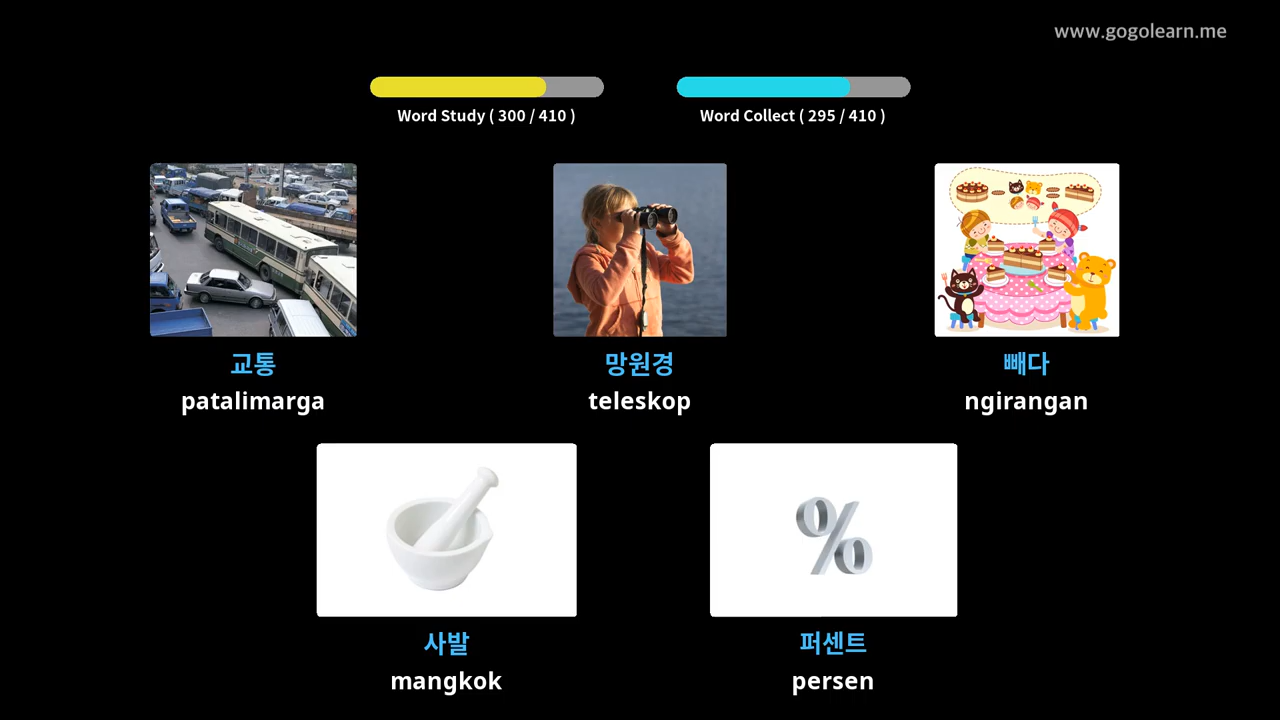 www.gogolearn.me
Word Study ( 300 / 410 )
Word Collect ( 295 / 410 )
교통
patalimarga
망원경
teleskop
빼다
ngirangan
%
사발
mangkok
퍼센트
persen